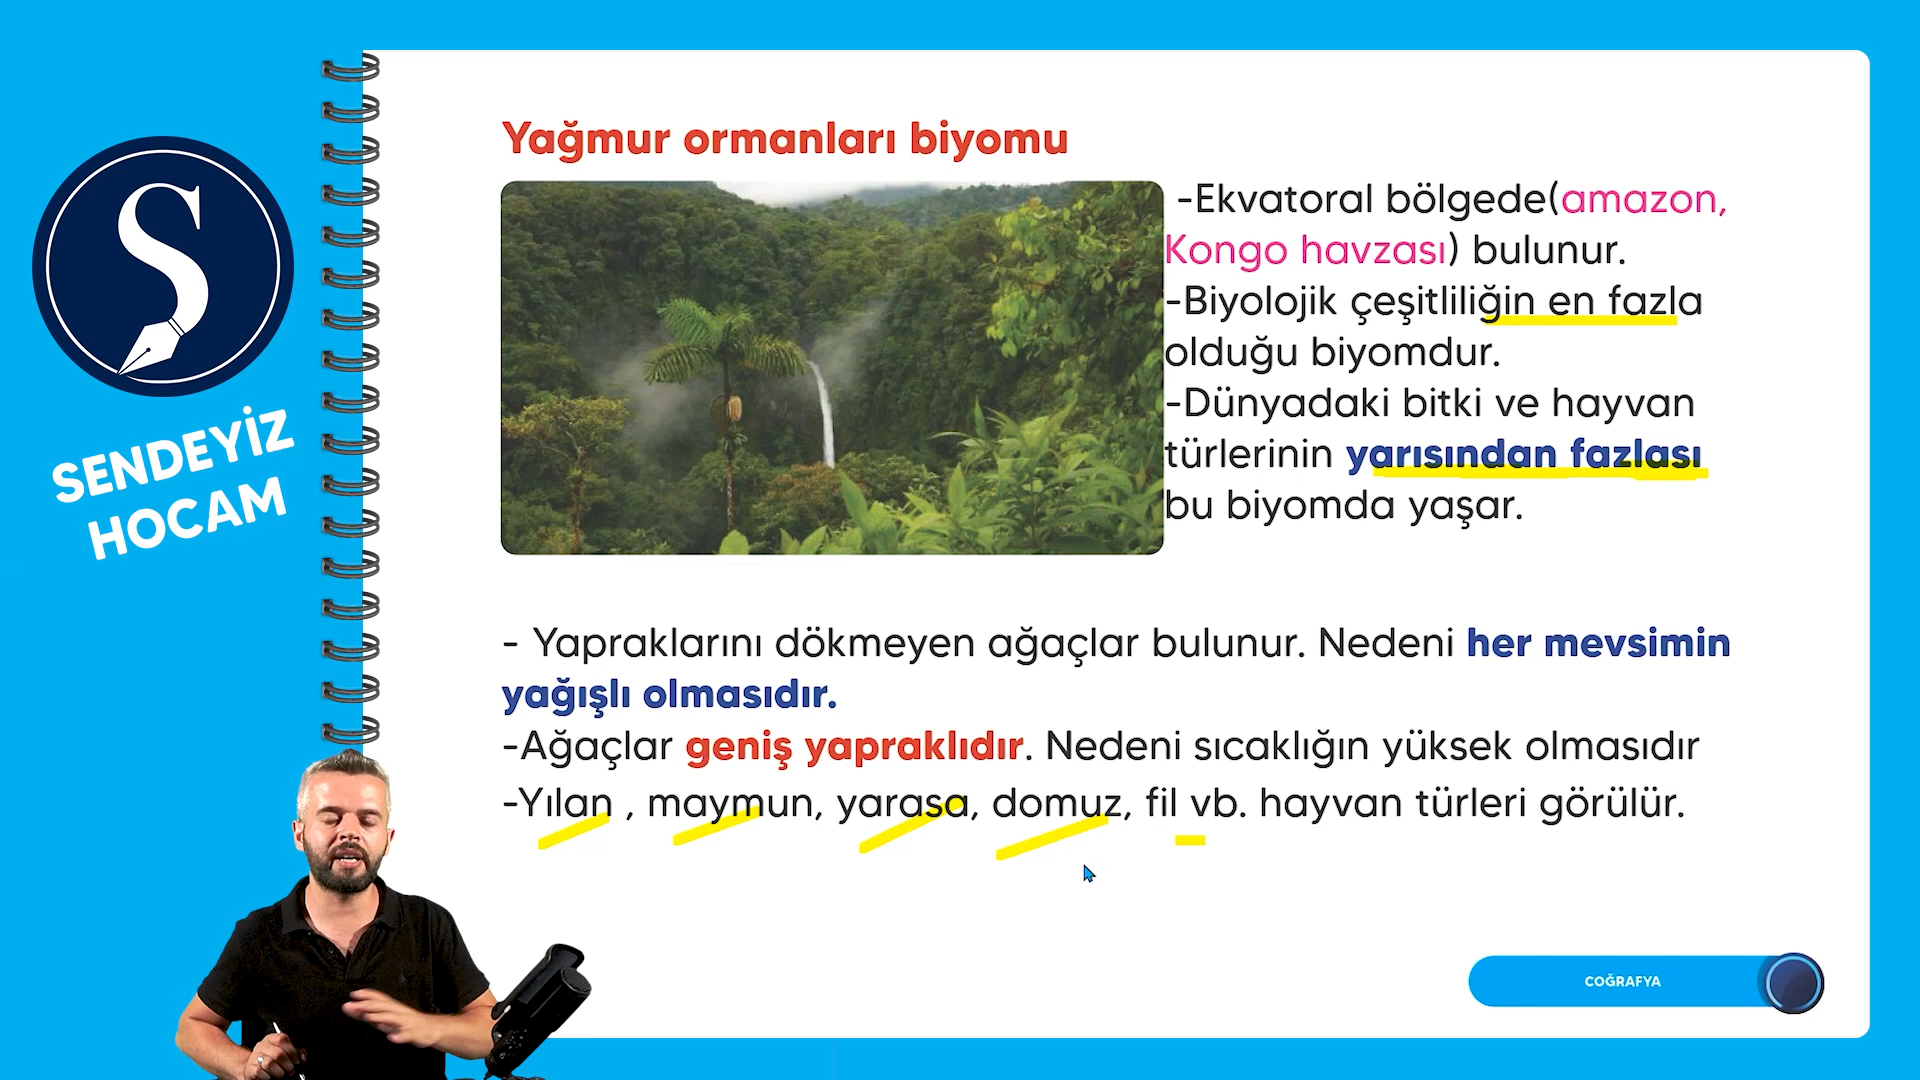 S
SENDEYİZ
HOCAM
Yağmur ormanları biyomu
-Ekvatoral bölgede(amazon,
Kongo havzası) bulunur.
-Biyolojik çeşitliliğin en fazla
olduğu biyomdur.
-Dünyadaki bitki ve hayvan
türlerinin yarısından fazlası
bu biyomda yaşar.
- Yapraklarını dökmeyen ağaçlar bulunur. Nedeni her mevsimin
yağışlı olmasıdır.
-Ağaçlar geniş yapraklıdır. Nedeni sıcaklığın yüksek olmasıdır
-Yılan , maymun, yarasa, domuz, fil vb. hayvan türleri görülür.
COĞRAFYA